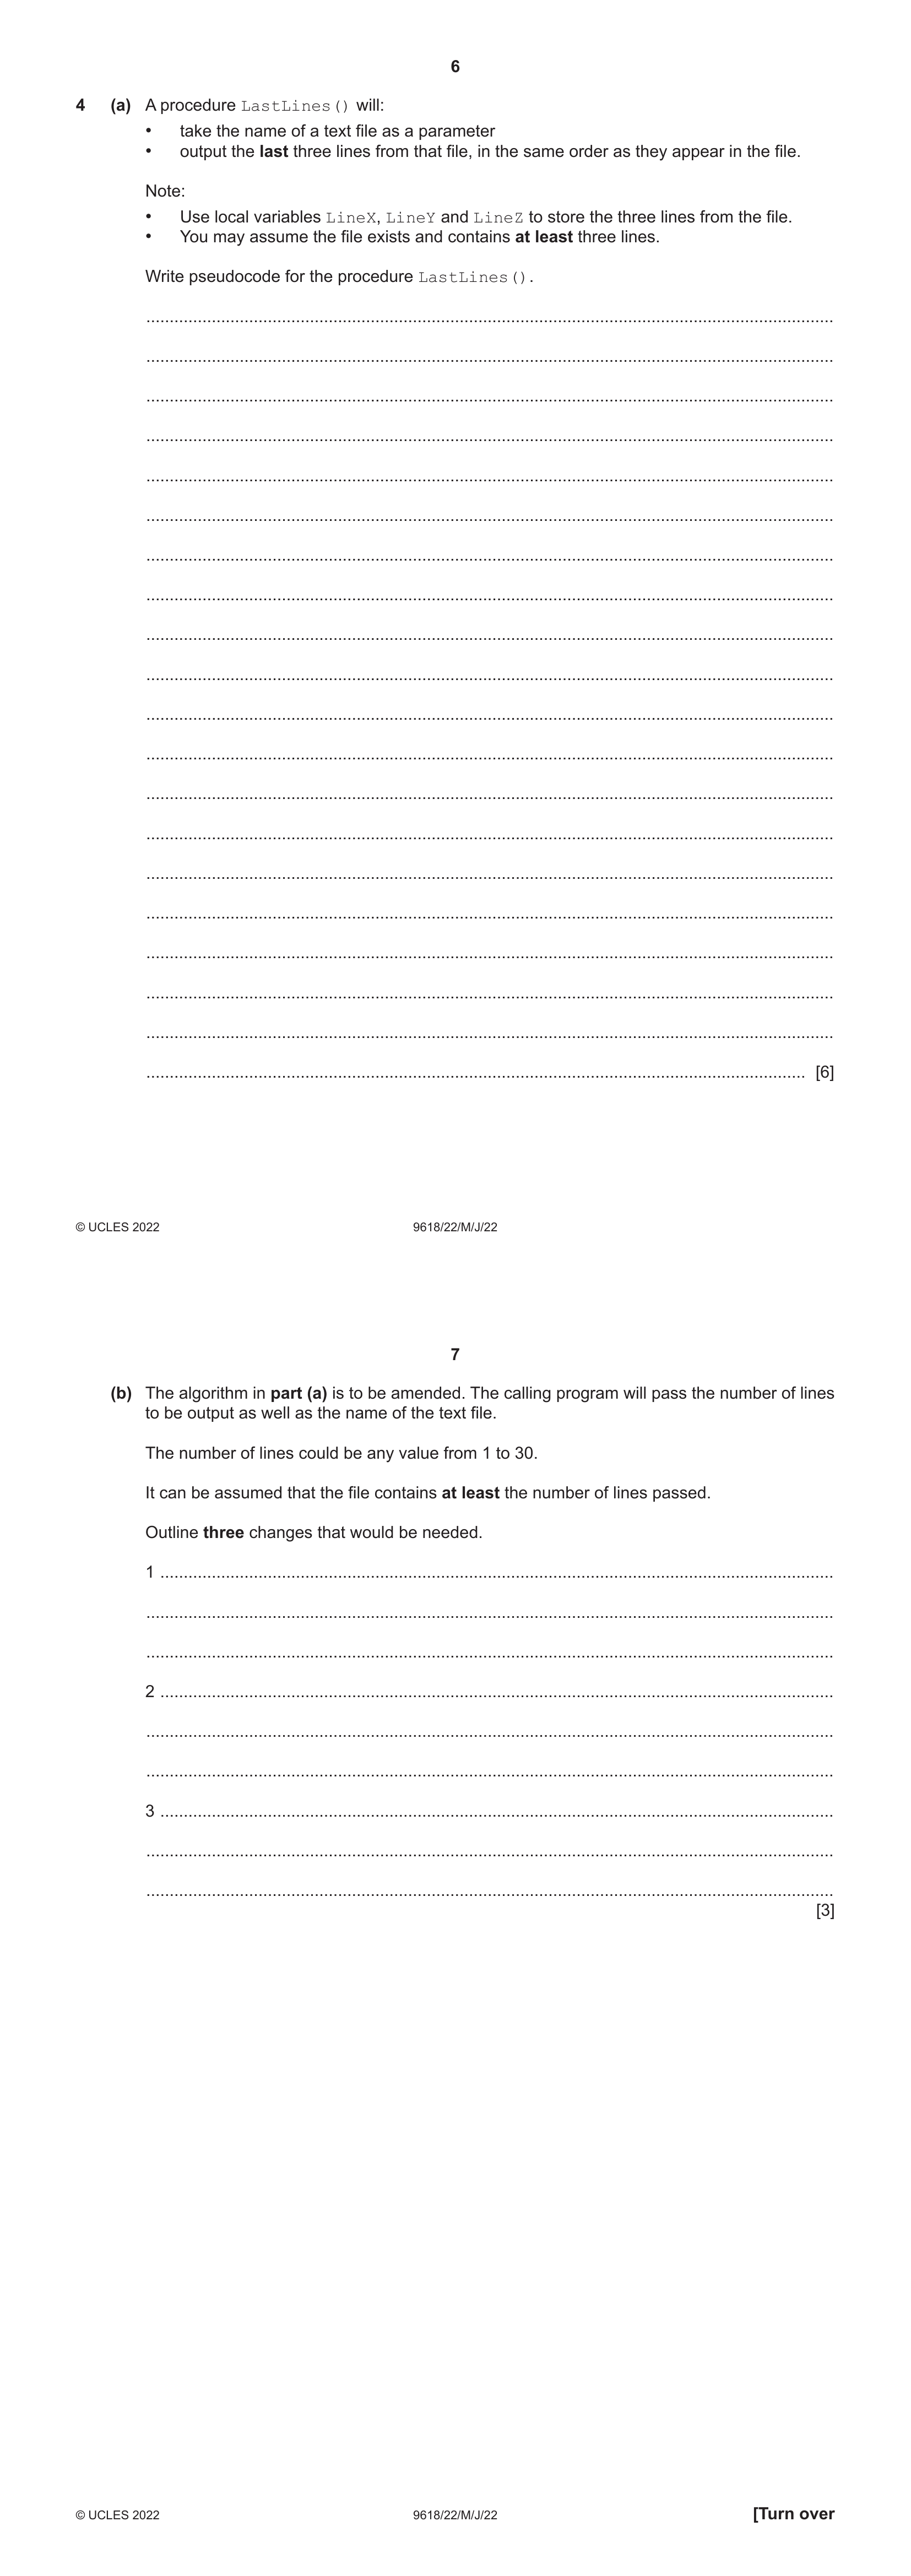 6
4 (a) A procedure LastLines() will:
• take the name of a text file as a parameter
• output the last three lines from that file, in the same order as they appear in the file.
Note:
• Use local variables LineX, LineY and LineZ to store the three lines from the file.
• You may assume the file exists and contains at least three lines.
Write pseudocode for the procedure LastLines().
[6]
© UCLES 2022 9618/22/M/J/22
7
(b) The algorithm in part (a) is to be amended. The calling program will pass the number of lines
to be output as well as the name of the text file.
The number of lines could be any value from 1 to 30.
It can be assumed that the file contains at least the number of lines passed.
Outline three changes that would be needed.
1
2
3
[3]
© UCLES 2022 9618/22/M/J/22 [Turn over